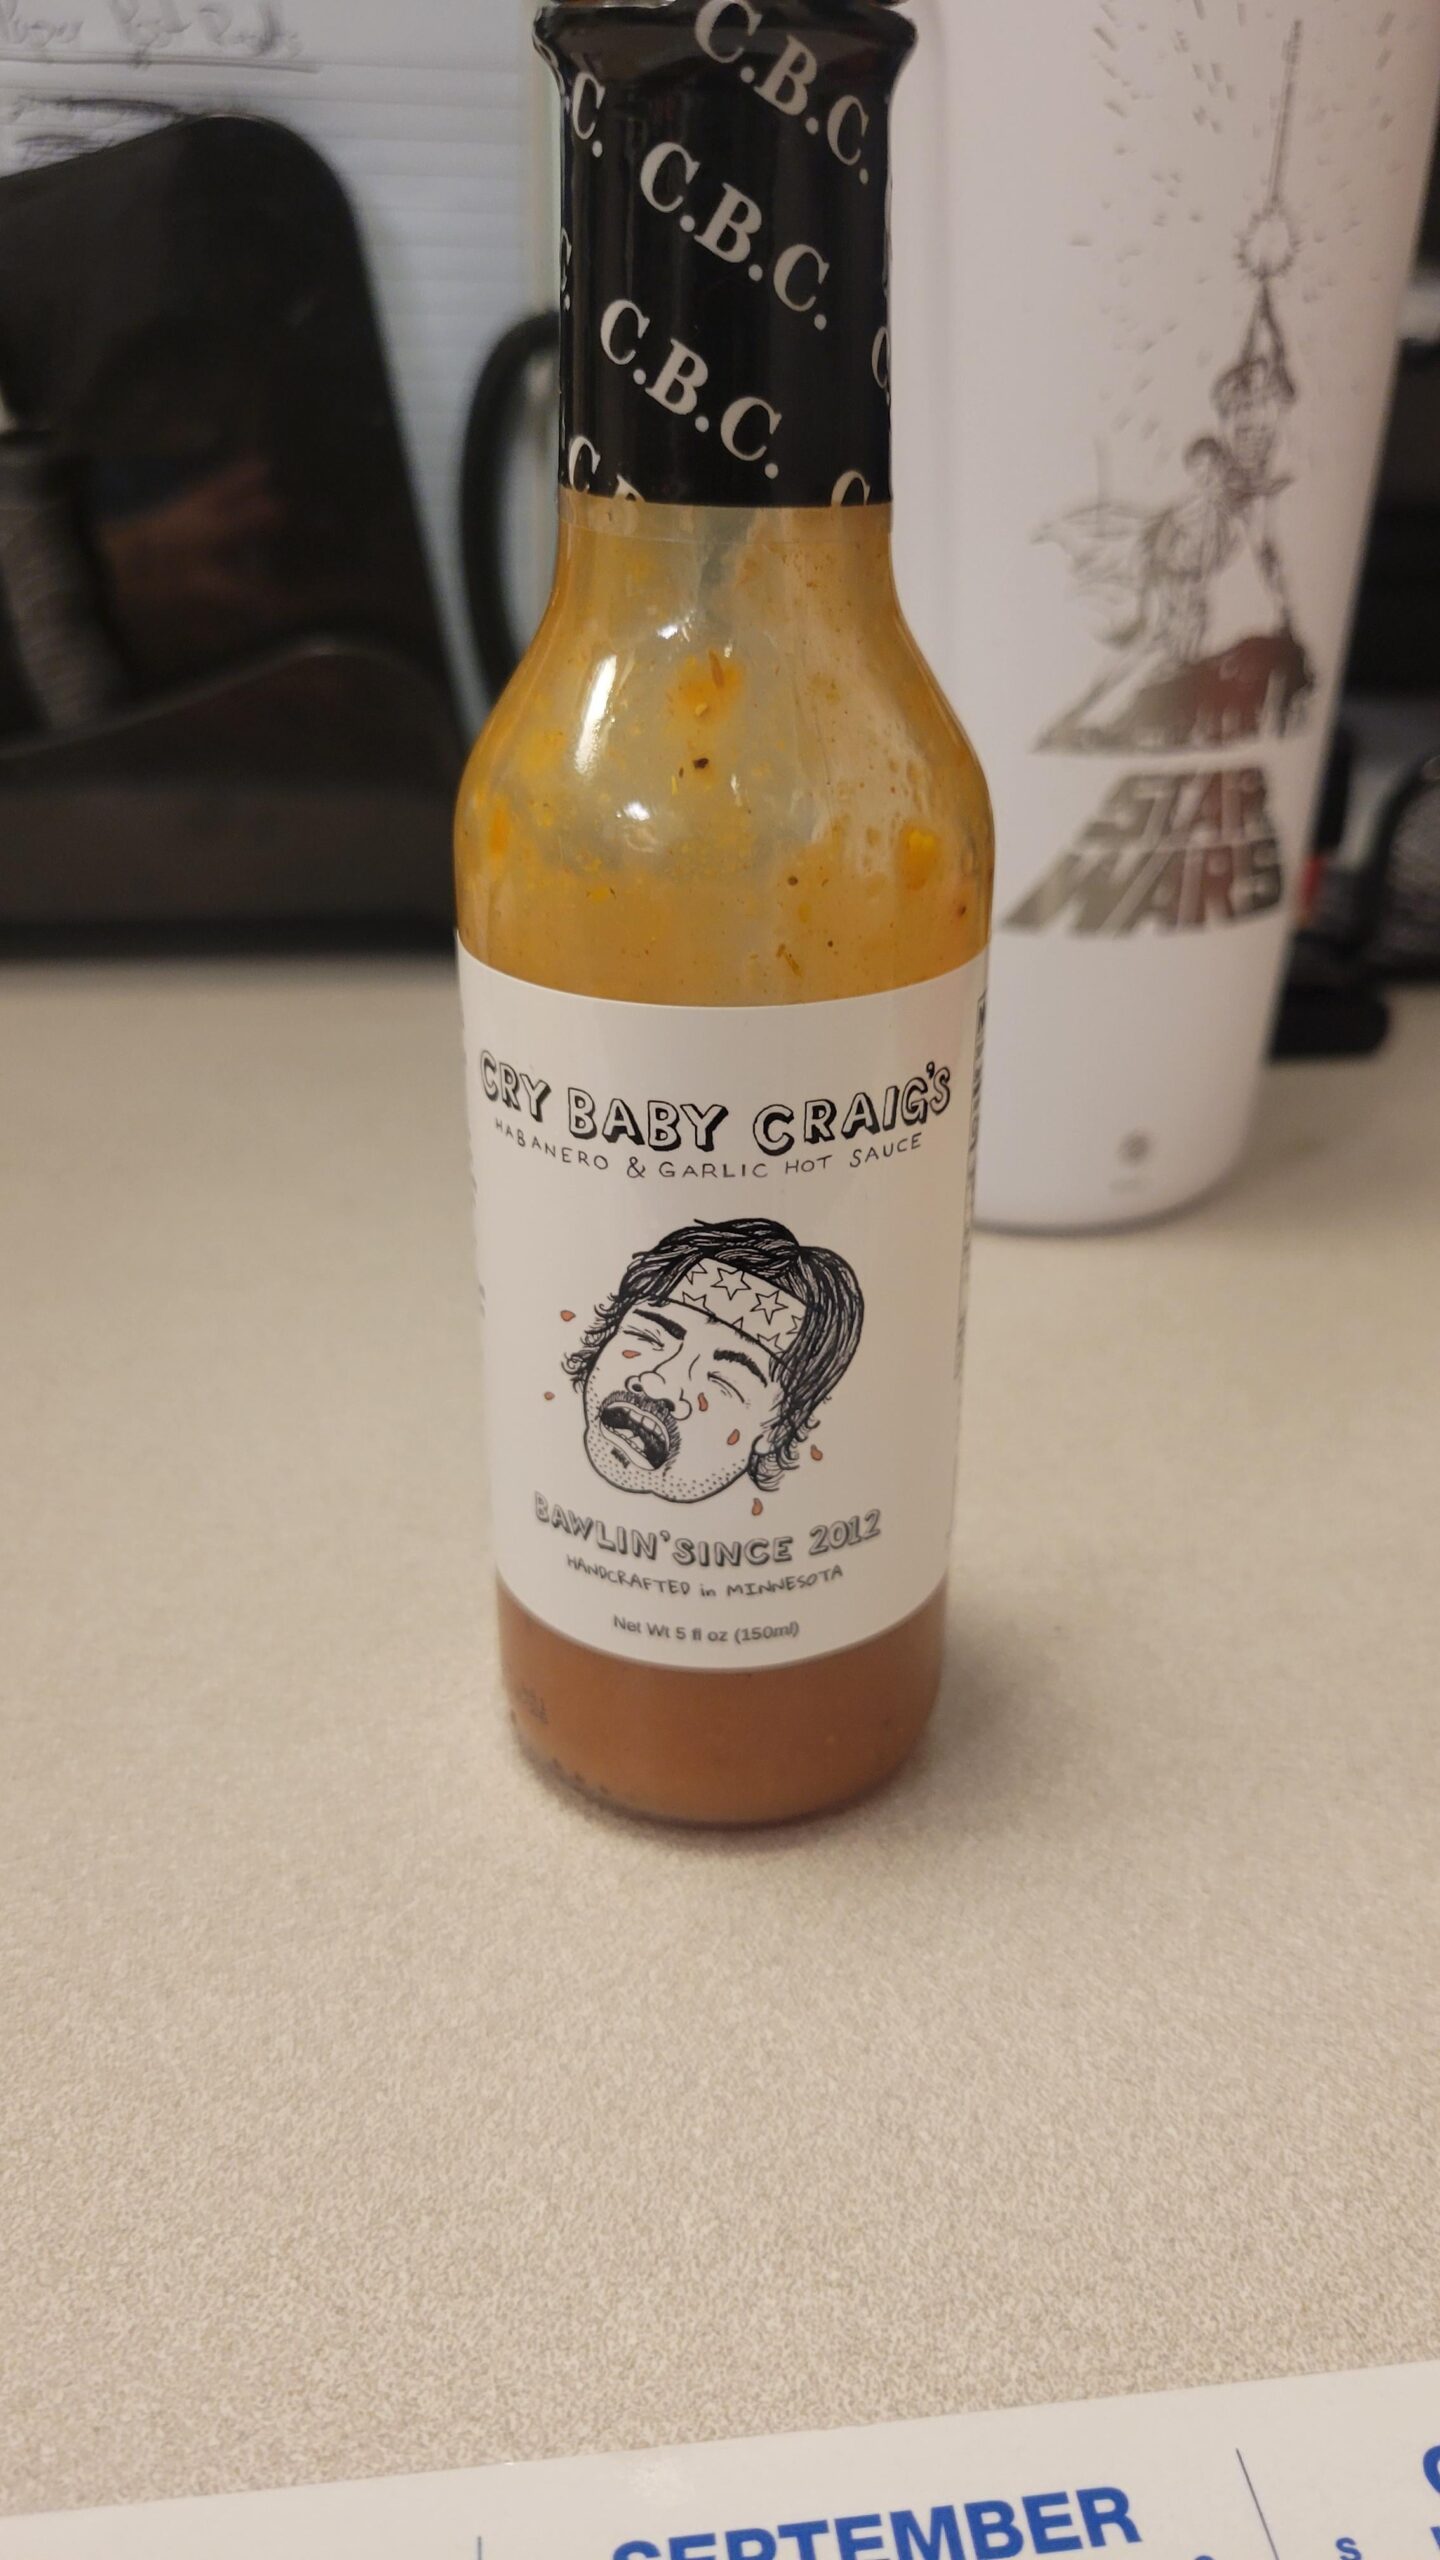 C.B.C.
C.
C.B.C.
C.
C.B.C.
C
C
CRY BABY CRAIG'S
HABANERO & GARLIC HOT SAUCE
BAWLIN' SINCE 2012
HANDCRAFTED in MINNESOTA
Net Wt 5 fl oz (150ml)
STAR
WARS
SEPTEMBER
S